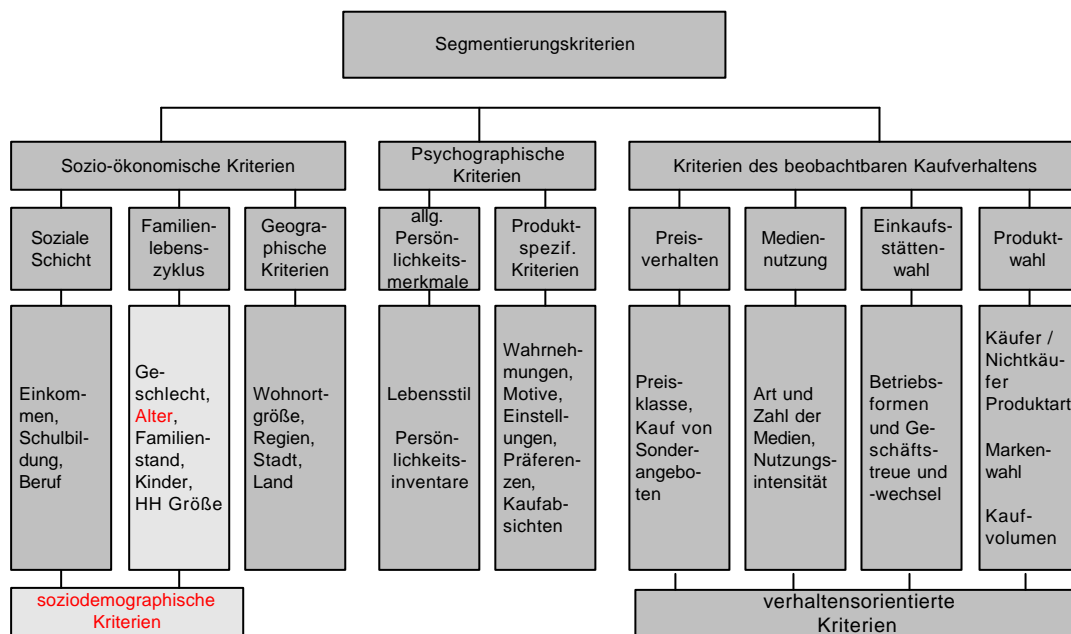 Segmentierungskriterien
Sozio-ökonomische Kriterien
Psychographische
Kriterien
Kriterien des beobachtbaren Kaufverhaltens
Soziale
Schicht
Familien-
lebens-
zyklus
Geogra-
phische
Kriterien
allg.
Persön-
lichkeits-
merkmale
Produkt-
spezif.
Kriterien
Preis-
verhalten
Medien-
nutzung
Einkaufs-
stätten-
wahl
Produkt-
wahl
Einkom-
men,
Schulbil-
dung,
Beruf
Ge-
schlecht,
Alter,
Familien-
stand,
Kinder,
HH Größe
Wohnort-
größe,
Regien,
Stadt,
Land
Lebensstil
Persön-
lichkeits-
inventare
Wahrneh-
mungen,
Motive,
Einstell-
ungen,
Präferen-
zen,
Kaufab-
sichten
Preis-
klasse,
Kauf von
Sonder-
angebo-
ten
Art und
Zahl der
Medien,
Nutzungs-
intensität
Betriebs-
formen
und Ge-
schäfts-
treue und
-wechsel
Käufer /
Nichtkäu-
fer
Produktart
Marken-
wahl
Kauf-
volumen
soziodemographische
Kriterien
verhaltensorientierte
Kriterien